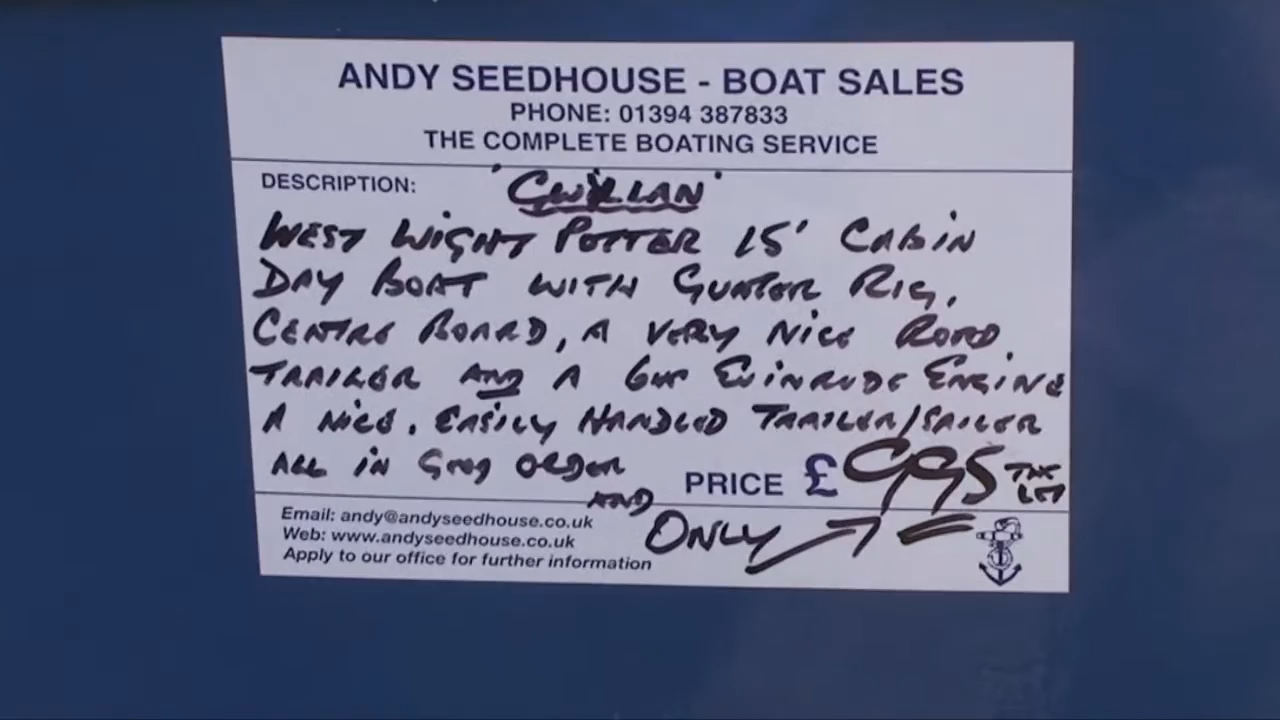 ANDY SEEDHOUSE - BOAT SALES
PHONE: 01394 387833
THE COMPLETE BOATING SERVICE
DESCRIPTION:
WEST WIGHT POTTER 15' CABIN
DAY BOAT WITH GUNTER RIG,
CENTRE BOARD, A VERY NICE ROAD
TRAILER AND A 6HP EVINRUDE ENGINE
A NICE, EASILY HANDLED TRAILER/SAILER
ALL IN GOOD ORDER
AND
PRICE £995 THE LOT
ONLY
Email: andy@andyseedhouse.co.uk
Web: www.andyseedhouse.co.uk
Apply to our office for further information